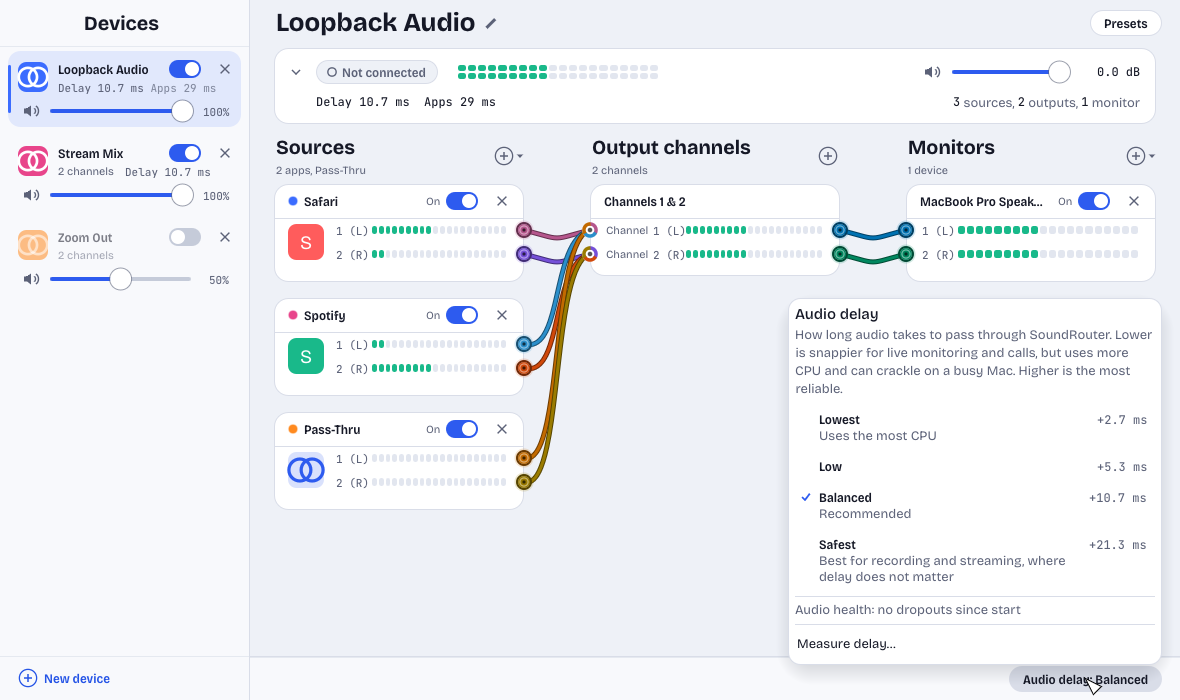 Devices
Loopback Audio
Delay 10.7 ms Apps 29 ms
100%
Stream Mix
2 channels Delay 10.7 ms
100%
Zoom Out
2 channels
50%
New device
Loopback Audio
Presets
Not connected
0.0 dB
Delay 10.7 ms Apps 29 ms
3 sources, 2 outputs, 1 monitor
Sources
2 apps, Pass-Thru
Safari On
S
1 (L)
2 (R)
Spotify On
S
1 (L)
2 (R)
Pass-Thru On
1 (L)
2 (R)
Output channels
2 channels
Channels 1 & 2
Channel 1 (L)
Channel 2 (R)
Monitors
1 device
MacBook Pro Speak... On
1 (L)
2 (R)
Audio delay
How long audio takes to pass through SoundRouter. Lower
is snappier for live monitoring and calls, but uses more
CPU and can crackle on a busy Mac. Higher is the most
reliable.
Lowest +2.7 ms
Uses the most CPU
Low +5.3 ms
Balanced +10.7 ms
Recommended
Safest +21.3 ms
Best for recording and streaming, where
delay does not matter
Audio health: no dropouts since start
Measure delay...
Audio delay Balanced